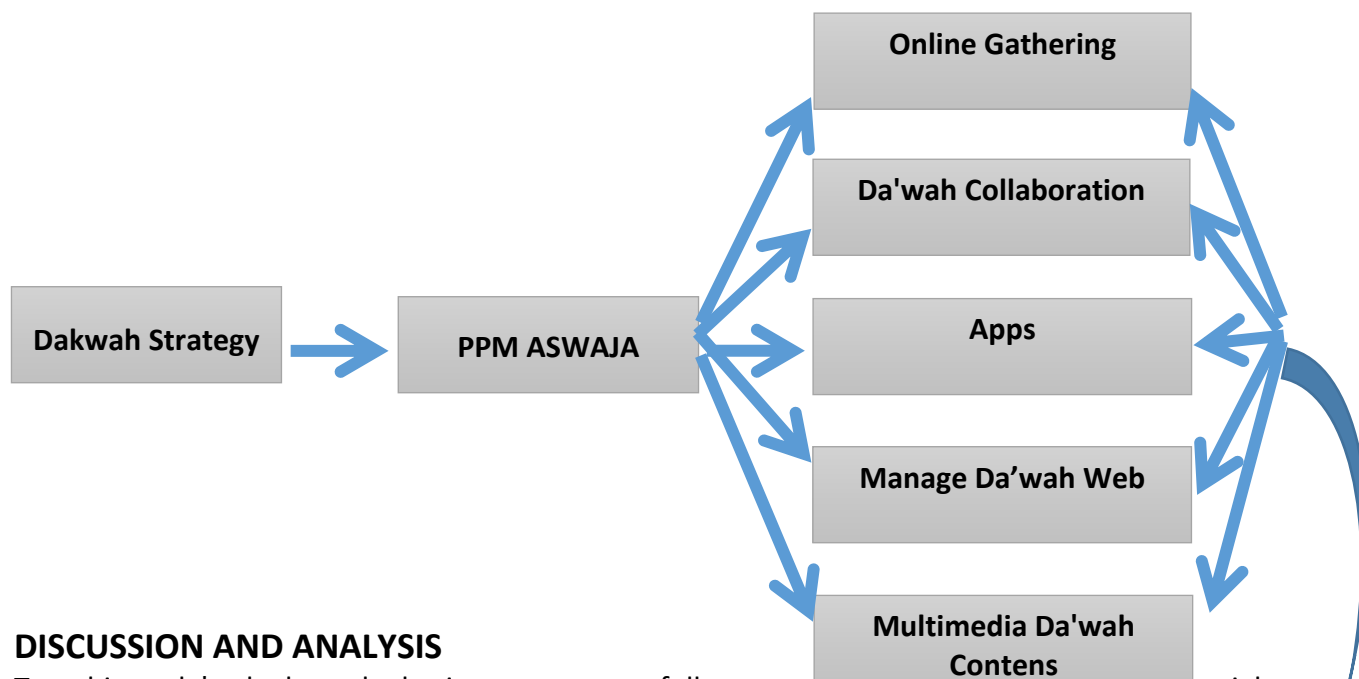 Online Gathering
Da'wah Collaboration
Dakwah Strategy
PPM ASWAJA
Apps
Manage Da’wah Web
Multimedia Da'wah
Contens
DISCUSSION AND ANALYSIS